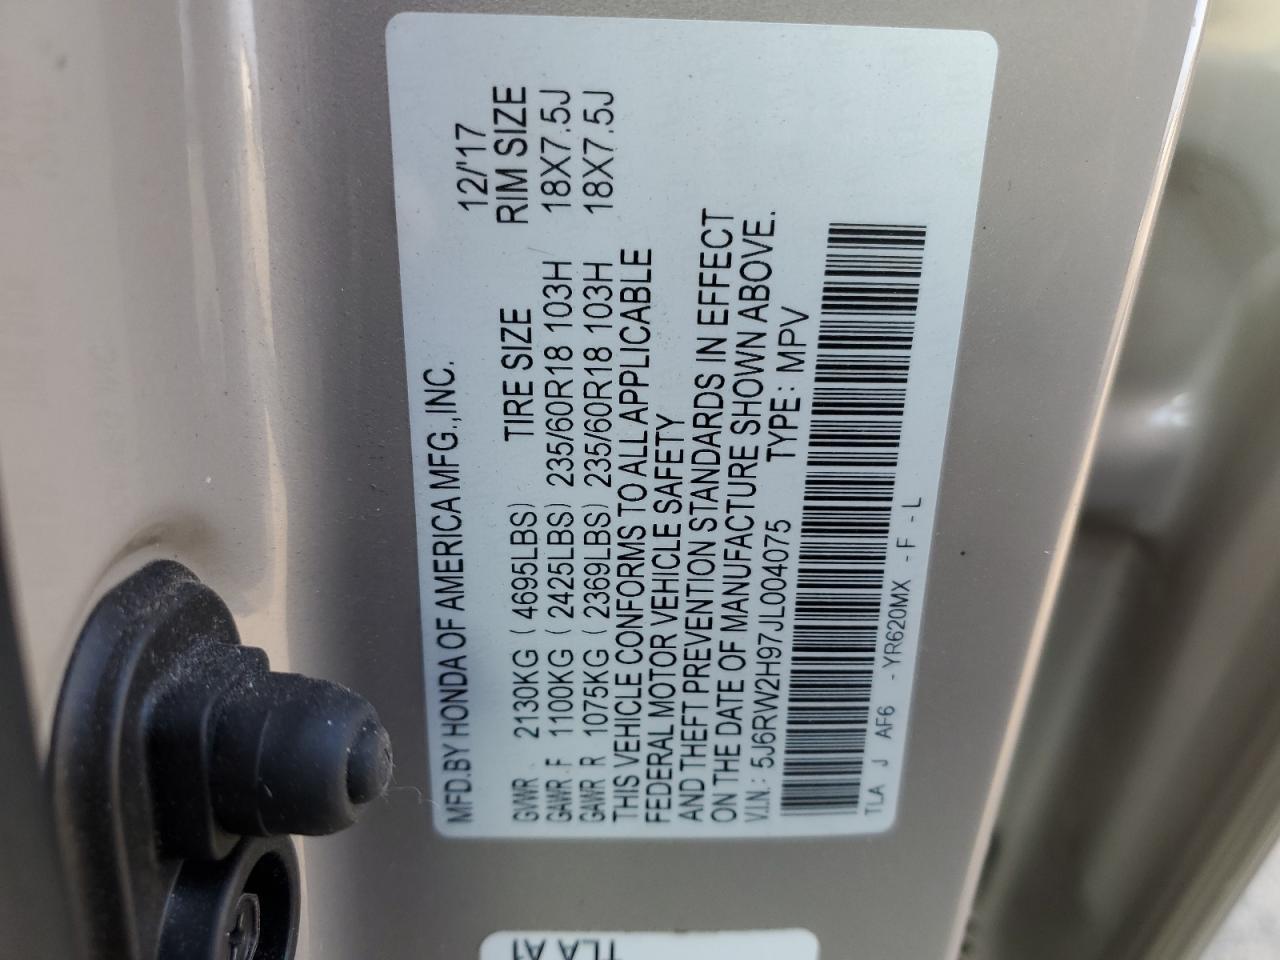 MFD.BY HONDA OF AMERICA MFG.,INC. 12/'17
TIRE SIZE RIM SIZE
GVWR 2130KG ( 4695LBS)
GAWR F 1100KG ( 2425LBS) 235/60R18 103H 18X7.5J
GAWR R 1075KG ( 2369LBS) 235/60R18 103H 18X7.5J
THIS VEHICLE CONFORMS TO ALL APPLICABLE
FEDERAL MOTOR VEHICLE SAFETY
AND THEFT PREVENTION STANDARDS IN EFFECT
ON THE DATE OF MANUFACTURE SHOWN ABOVE.
V.I.N.: 5J6RW2H97JL004075 TYPE: MPV
TLA J AF6 - YR620MX - F - L